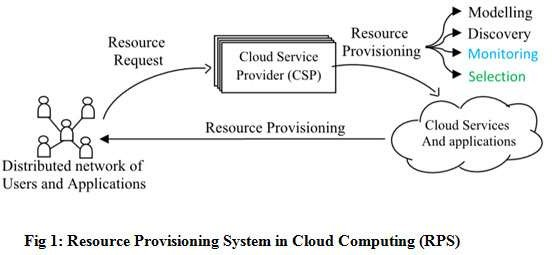 Resource
Request
Cloud Service
Provider (CSP)
Resource
Provisioning
Modelling
Discovery
Monitoring
Selection
Resource Provisioning
Cloud Services
And applications
Distributed network of
Users and Applications
Fig 1: Resource Provisioning System in Cloud Computing (RPS)